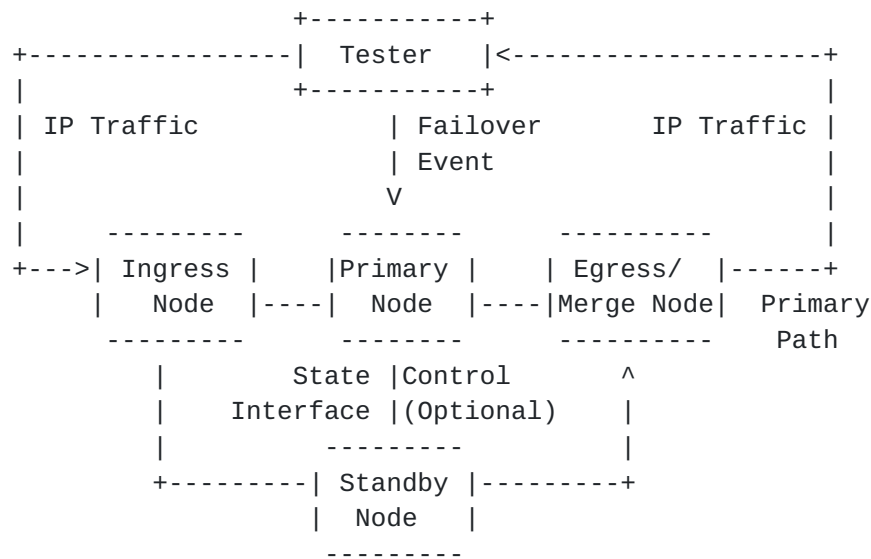 Tester
IP Traffic | Failover IP Traffic
Event
Ingress Primary Egress/
Node Node Merge Node Primary
Path
State Control
Interface (Optional)
Standby
Node